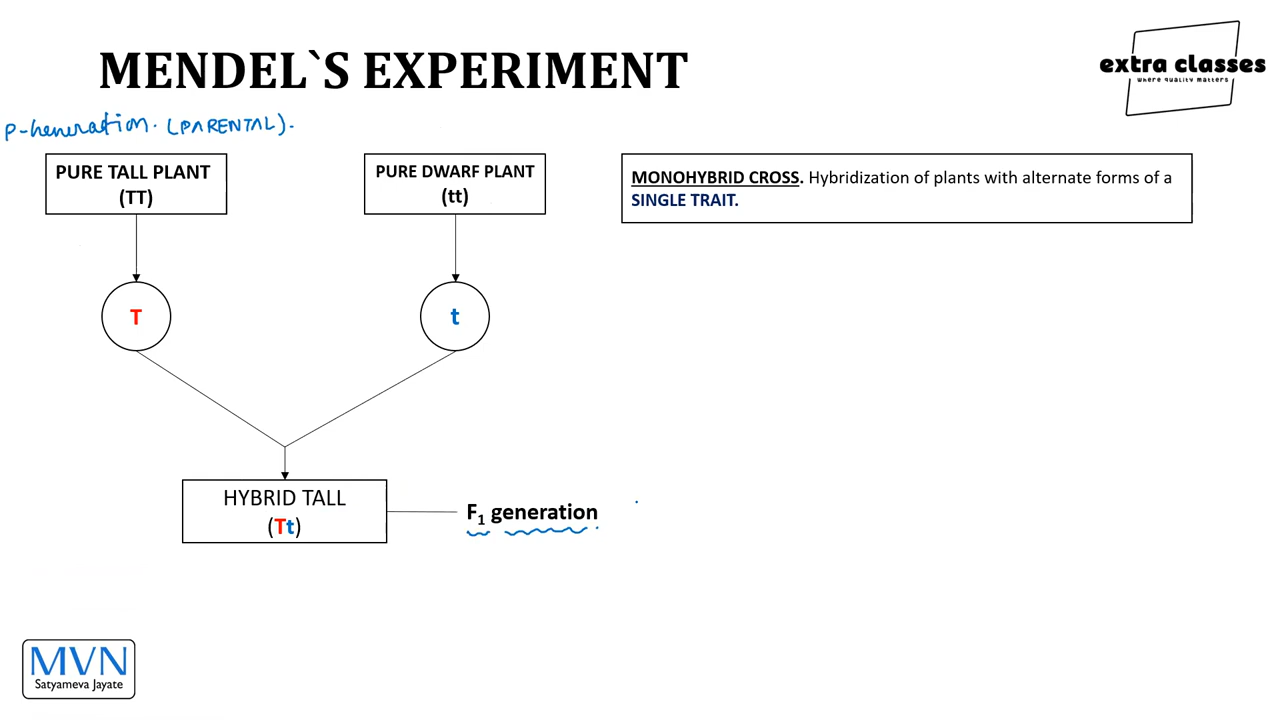 MENDEL`S EXPERIMENT
extra classes
where quality matters
P-Generation. (PARENTAL).
PURE TALL PLANT
(TT)
PURE DWARF PLANT
(tt)
MONOHYBRID CROSS. Hybridization of plants with alternate forms of a
SINGLE TRAIT.
T
t
HYBRID TALL
(Tt)
F₁ generation
MVN
Satyameva Jayate